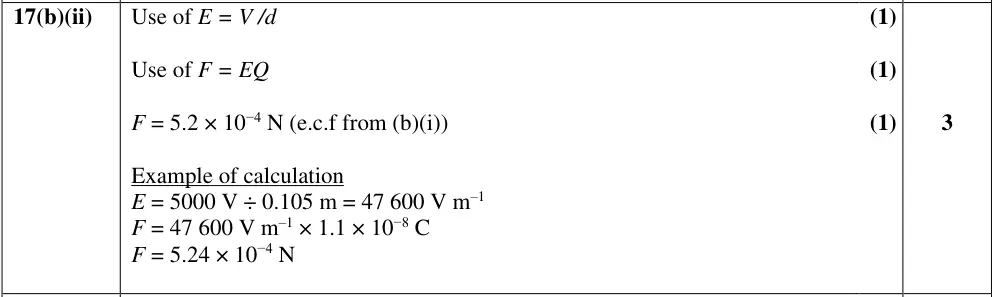 17(b)(ii) Use of E = V /d (1)
Use of F = EQ (1)
F = 5.2 × 10⁻⁴ N (e.c.f from (b)(i)) (1) 3
Example of calculation
E = 5000 V ÷ 0.105 m = 47 600 V m⁻¹
F = 47 600 V m⁻¹ × 1.1 × 10⁻⁸ C
F = 5.24 × 10⁻⁴ N